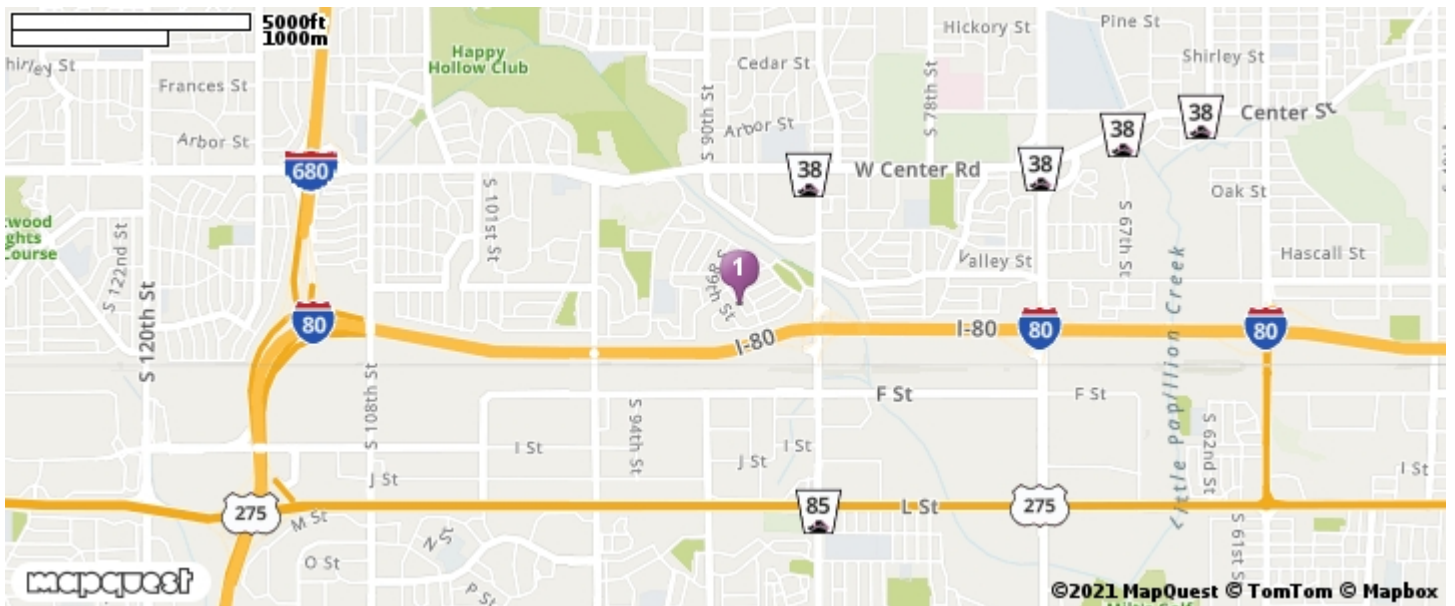 5000ft
1000m
Hickory St
Pine St
Happy
Hollow Club
Shirley St
Cedar St
Frances St
S 78th St
S 90th St
38
Center St
38
Arbor St
Arbor St
680
38
W Center Rd
38
S 101st St
Oak St
S 67th St
S 122nd St
Hascall St
Valley St
1
S 120th St
80
I-80
I-80
80
80
Little Papillion Creek
S 108th St
F St
F St
S 94th St
S 62nd St
I St
I St
J St
I St
J St
275
M St
85
L St
275
N St
S 61st St
O St
P St
mapquest
©2021 MapQuest © TomTom © Mapbox